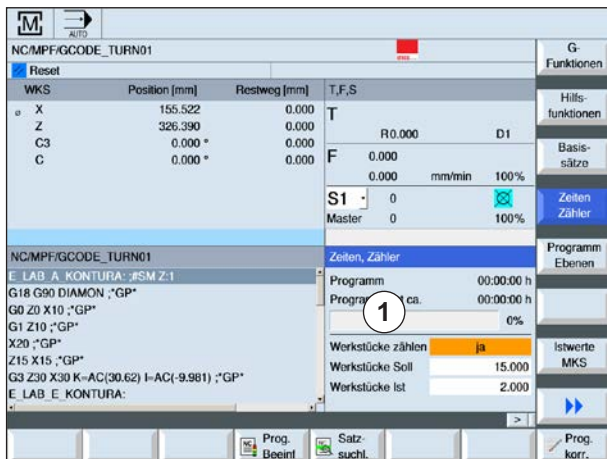 M
AUTO
NC/MPF/GCODE_TURN01
Reset
WKS Position [mm] Restweg [mm]
X 155.522 0.000
Z 326.390 0.000
C3 0.000 ° 0.000
C 0.000 ° 0.000
T,F,S
T
R0.000 D1
F 0.000
0.000 mm/min 100%
S1 0
Master 0 100%
NC/MPF/GCODE_TURN01
E_LAB_A_KONTURA: ;#SM Z:1
G18 G90 DIAMON ;*GP*
G0 Z0 X10 ;*GP*
G1 Z10 ;*GP*
X20 ;*GP*
Z15 X15 ;*GP*
G3 Z30 X30 K=AC(30.62) I=AC(-9.981) ;*GP*
E_LAB_E_KONTURA:
Zeiten, Zähler
Programm 00:00:00 h
ca. 00:00:00 h
1
0%
Werkstücke zählen ja
Werkstücke Soll 15.000
Werkstücke Ist 2.000
>
G-
Funktionen
Hilfs-
funktionen
Basis-
sätze
Zeiten
Zähler
Programm
Ebenen
Istwerte
MKS
NC Prog.
Beeinf
NC Satz-
suchl.
Prog.
korr.